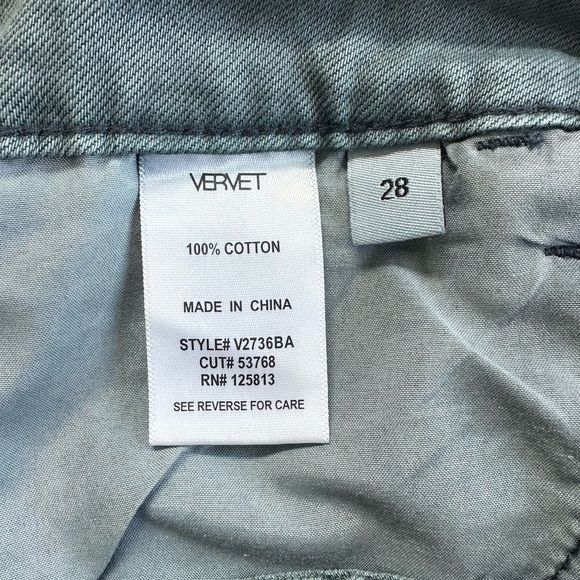 VERVET
28
100% COTTON
MADE IN CHINA
STYLE# V2736BA
CUT# 53768
RN# 125813
SEE REVERSE FOR CARE